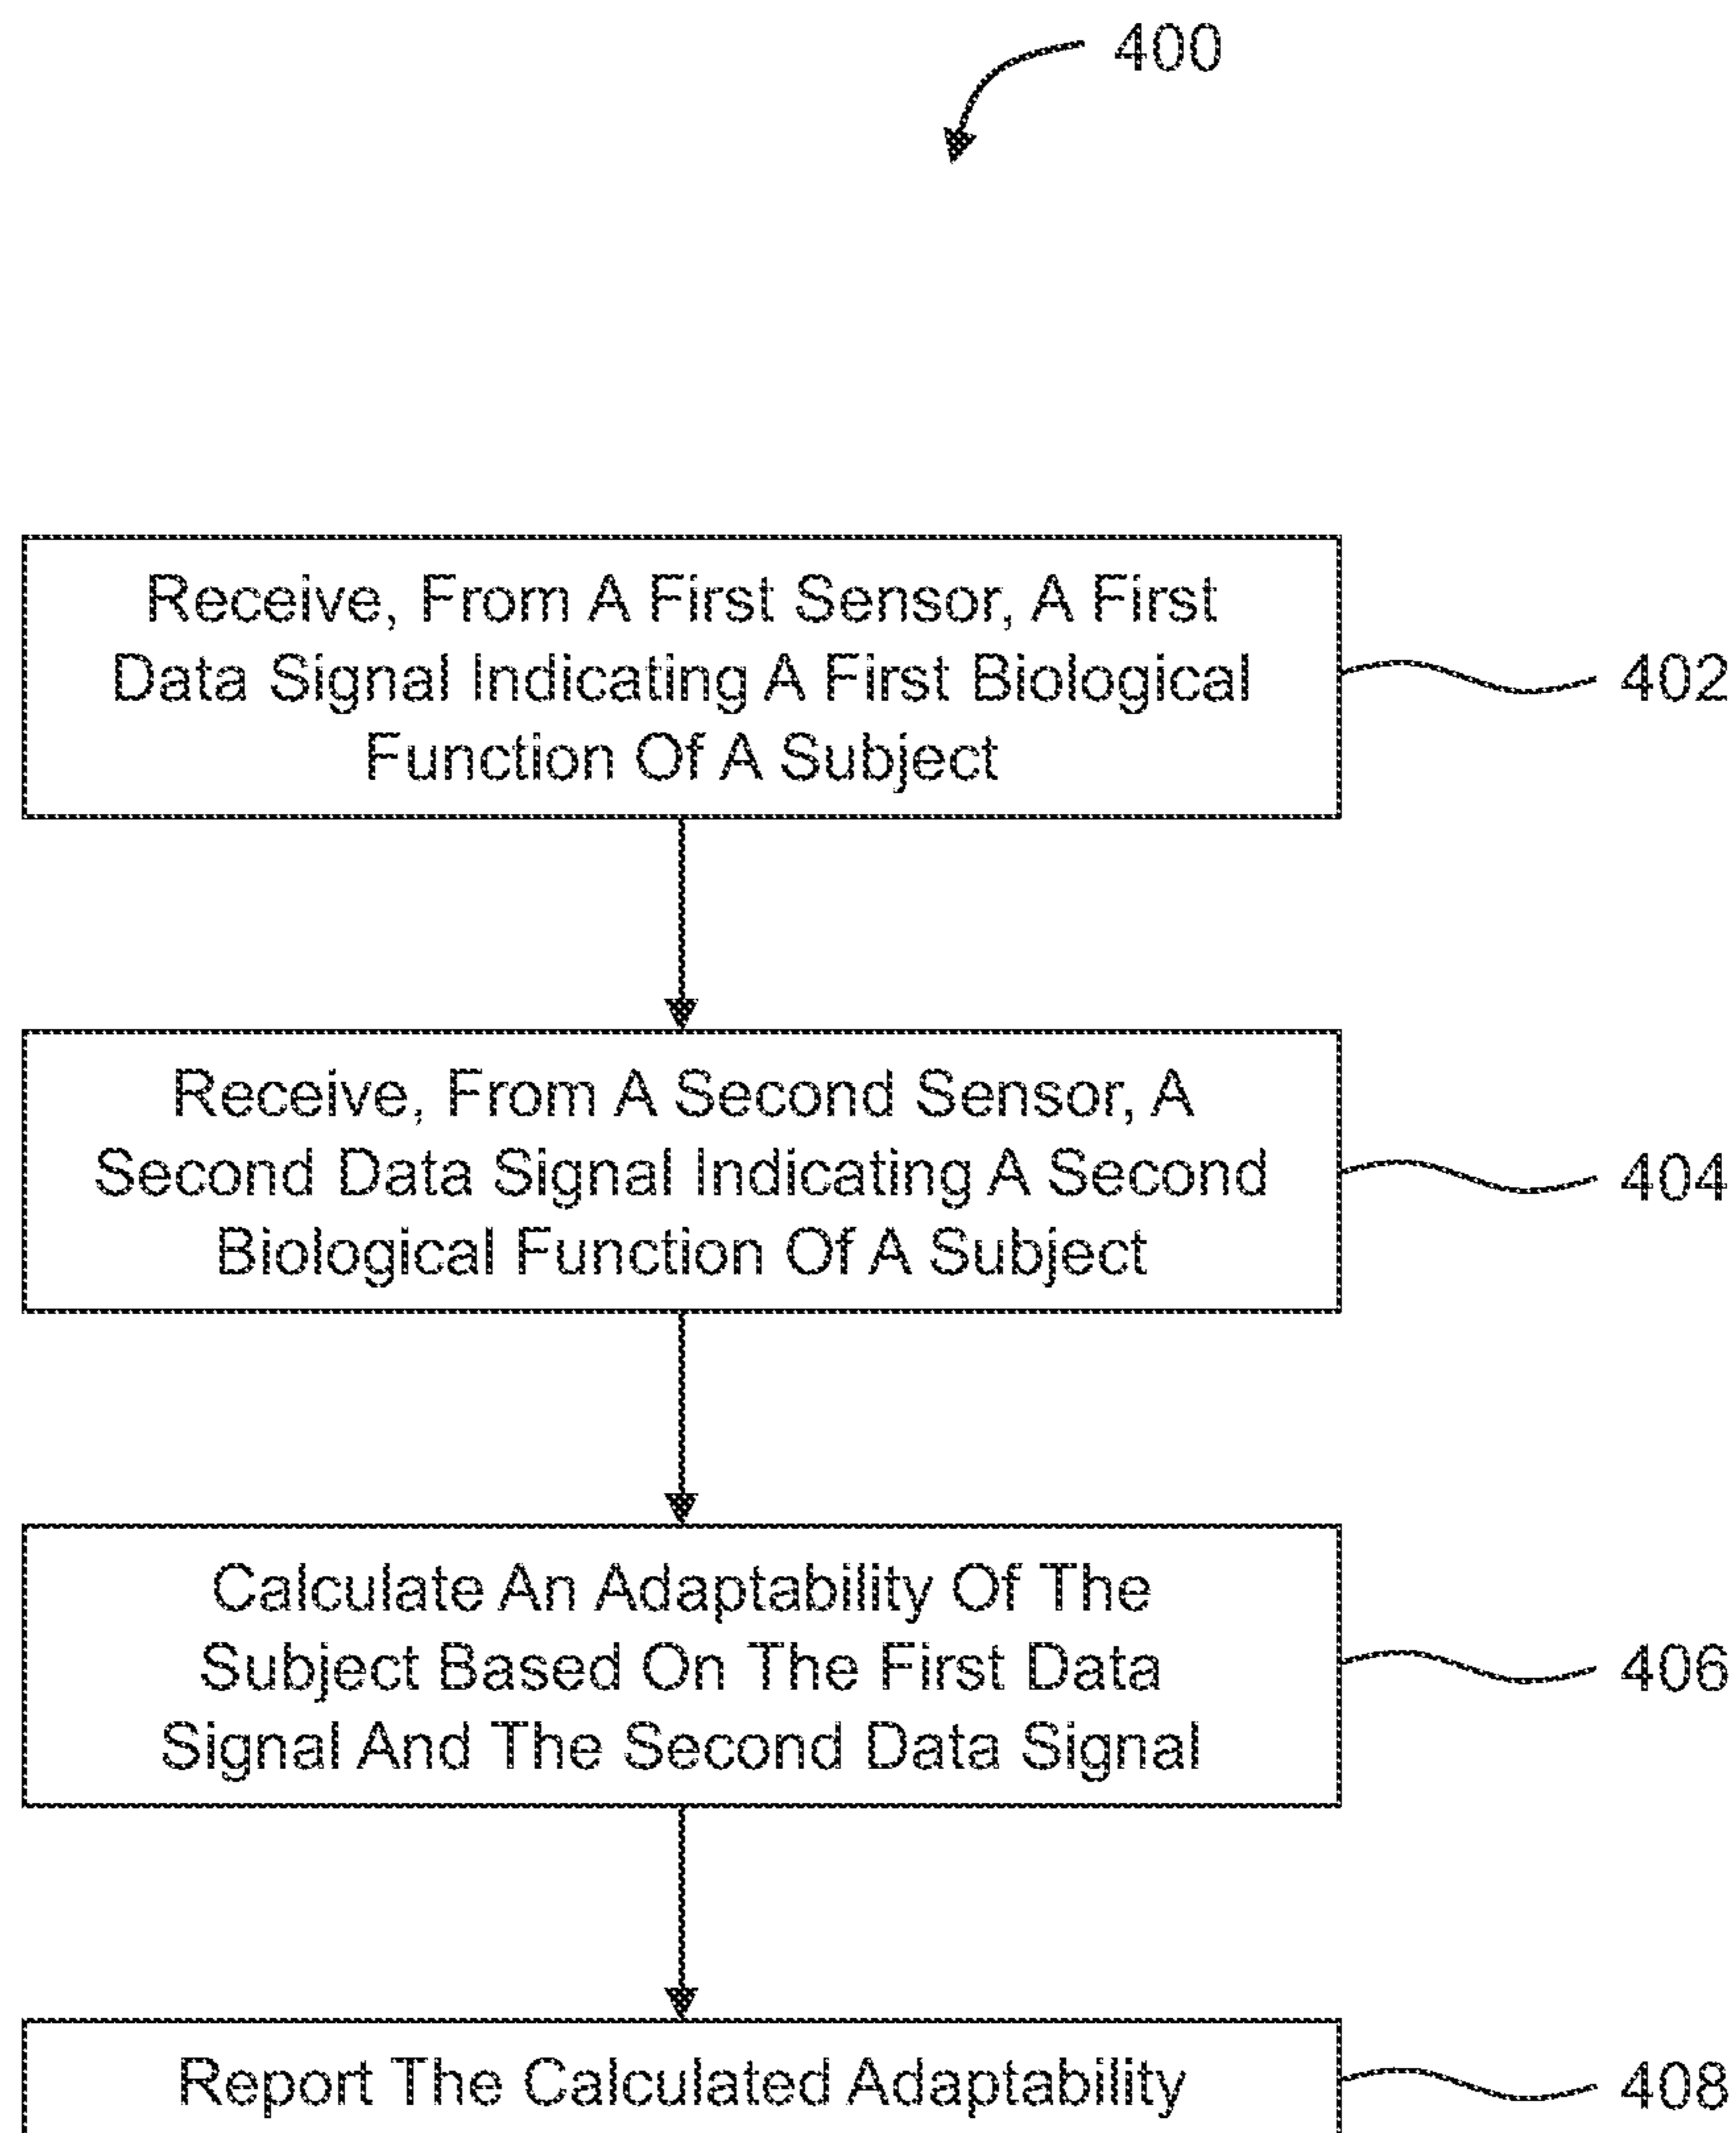 400
Receive, From A First Sensor, A First
Data Signal Indicating A First Biological
Function Of A Subject
402
Receive, From A Second Sensor, A
Second Data Signal Indicating A Second
Biological Function Of A Subject
404
Calculate An Adaptability Of The
Subject Based On The First Data
Signal And The Second Data Signal
406
Report The Calculated Adaptability
408